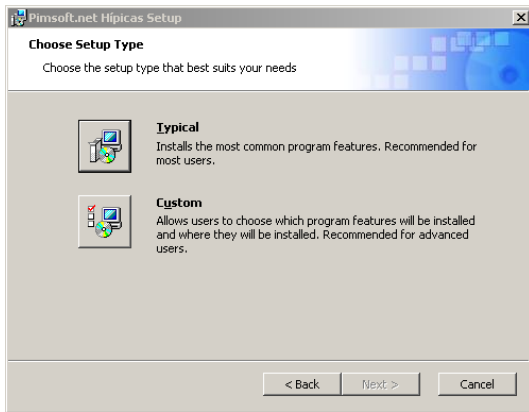 Pimsoft.net Hípicas Setup
Choose Setup Type
Choose the setup type that best suits your needs
Typical
Installs the most common program features. Recommended for
most users.
Custom
Allows users to choose which program features will be installed
and where they will be installed. Recommended for advanced
users.
< Back
Next >
Cancel